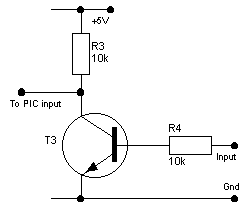 +5V
R3
10k
To PIC input
T3
R4
10k
Input
Gnd